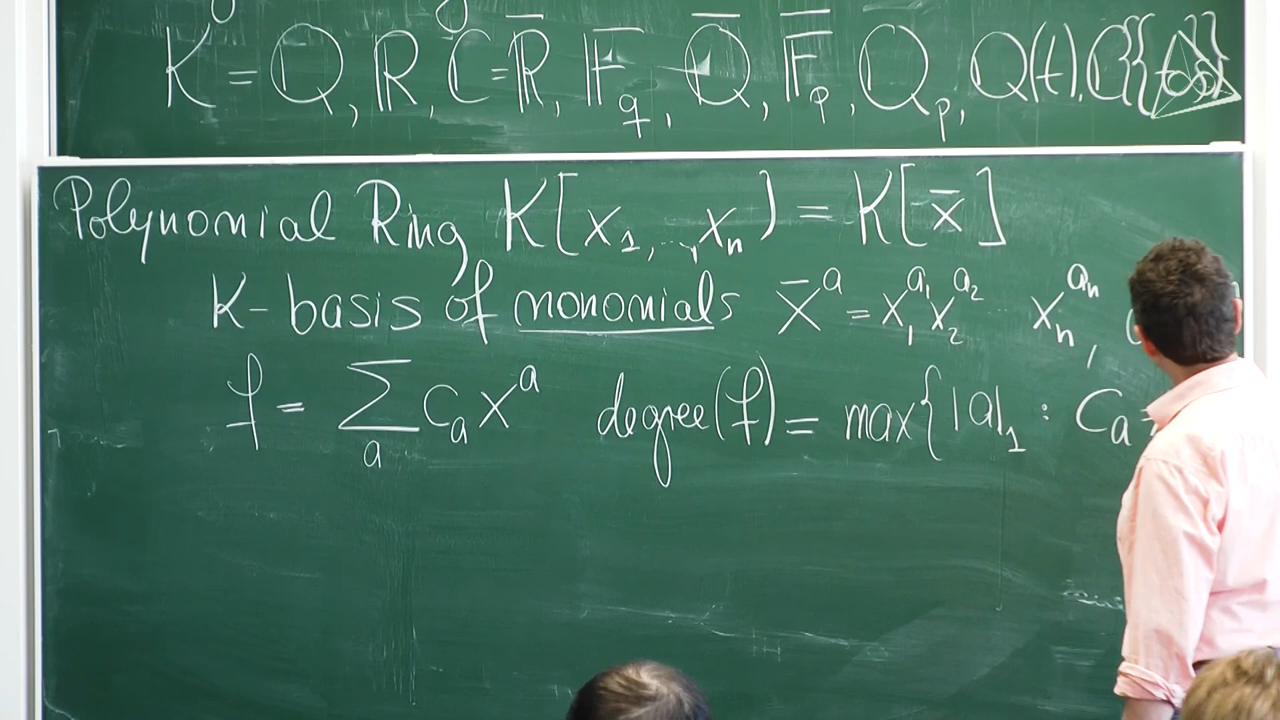 K = Q, R, C = R̅, F_q, Q̅, F̅_p, Q_p, Q(t), C{{
Polynomial Ring K[x_1, .., x_n) = K[x̅]
K-basis of monomials x̅^a = x_1^{a_1} x_2^{a_2} x_n^{a_n},
f = ∑_a c_a x^a degree(f) = max{|a|_1 : c_a